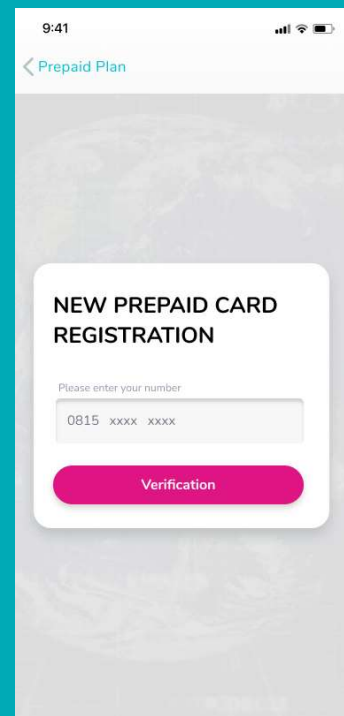 9:41
Prepaid Plan
NEW PREPAID CARD
REGISTRATION
Please enter your number
0815 xxxx xxxx
Verification